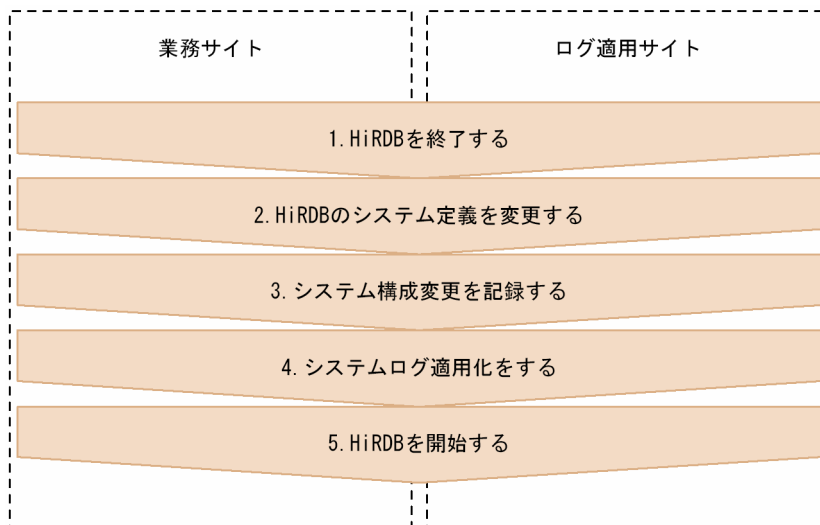 業務サイト
ログ適用サイト
1. HiRDBを終了する
2. HiRDBのシステム定義を変更する
3. システム構成変更を記録する
4. システムログ適用化をする
5. HiRDBを開始する